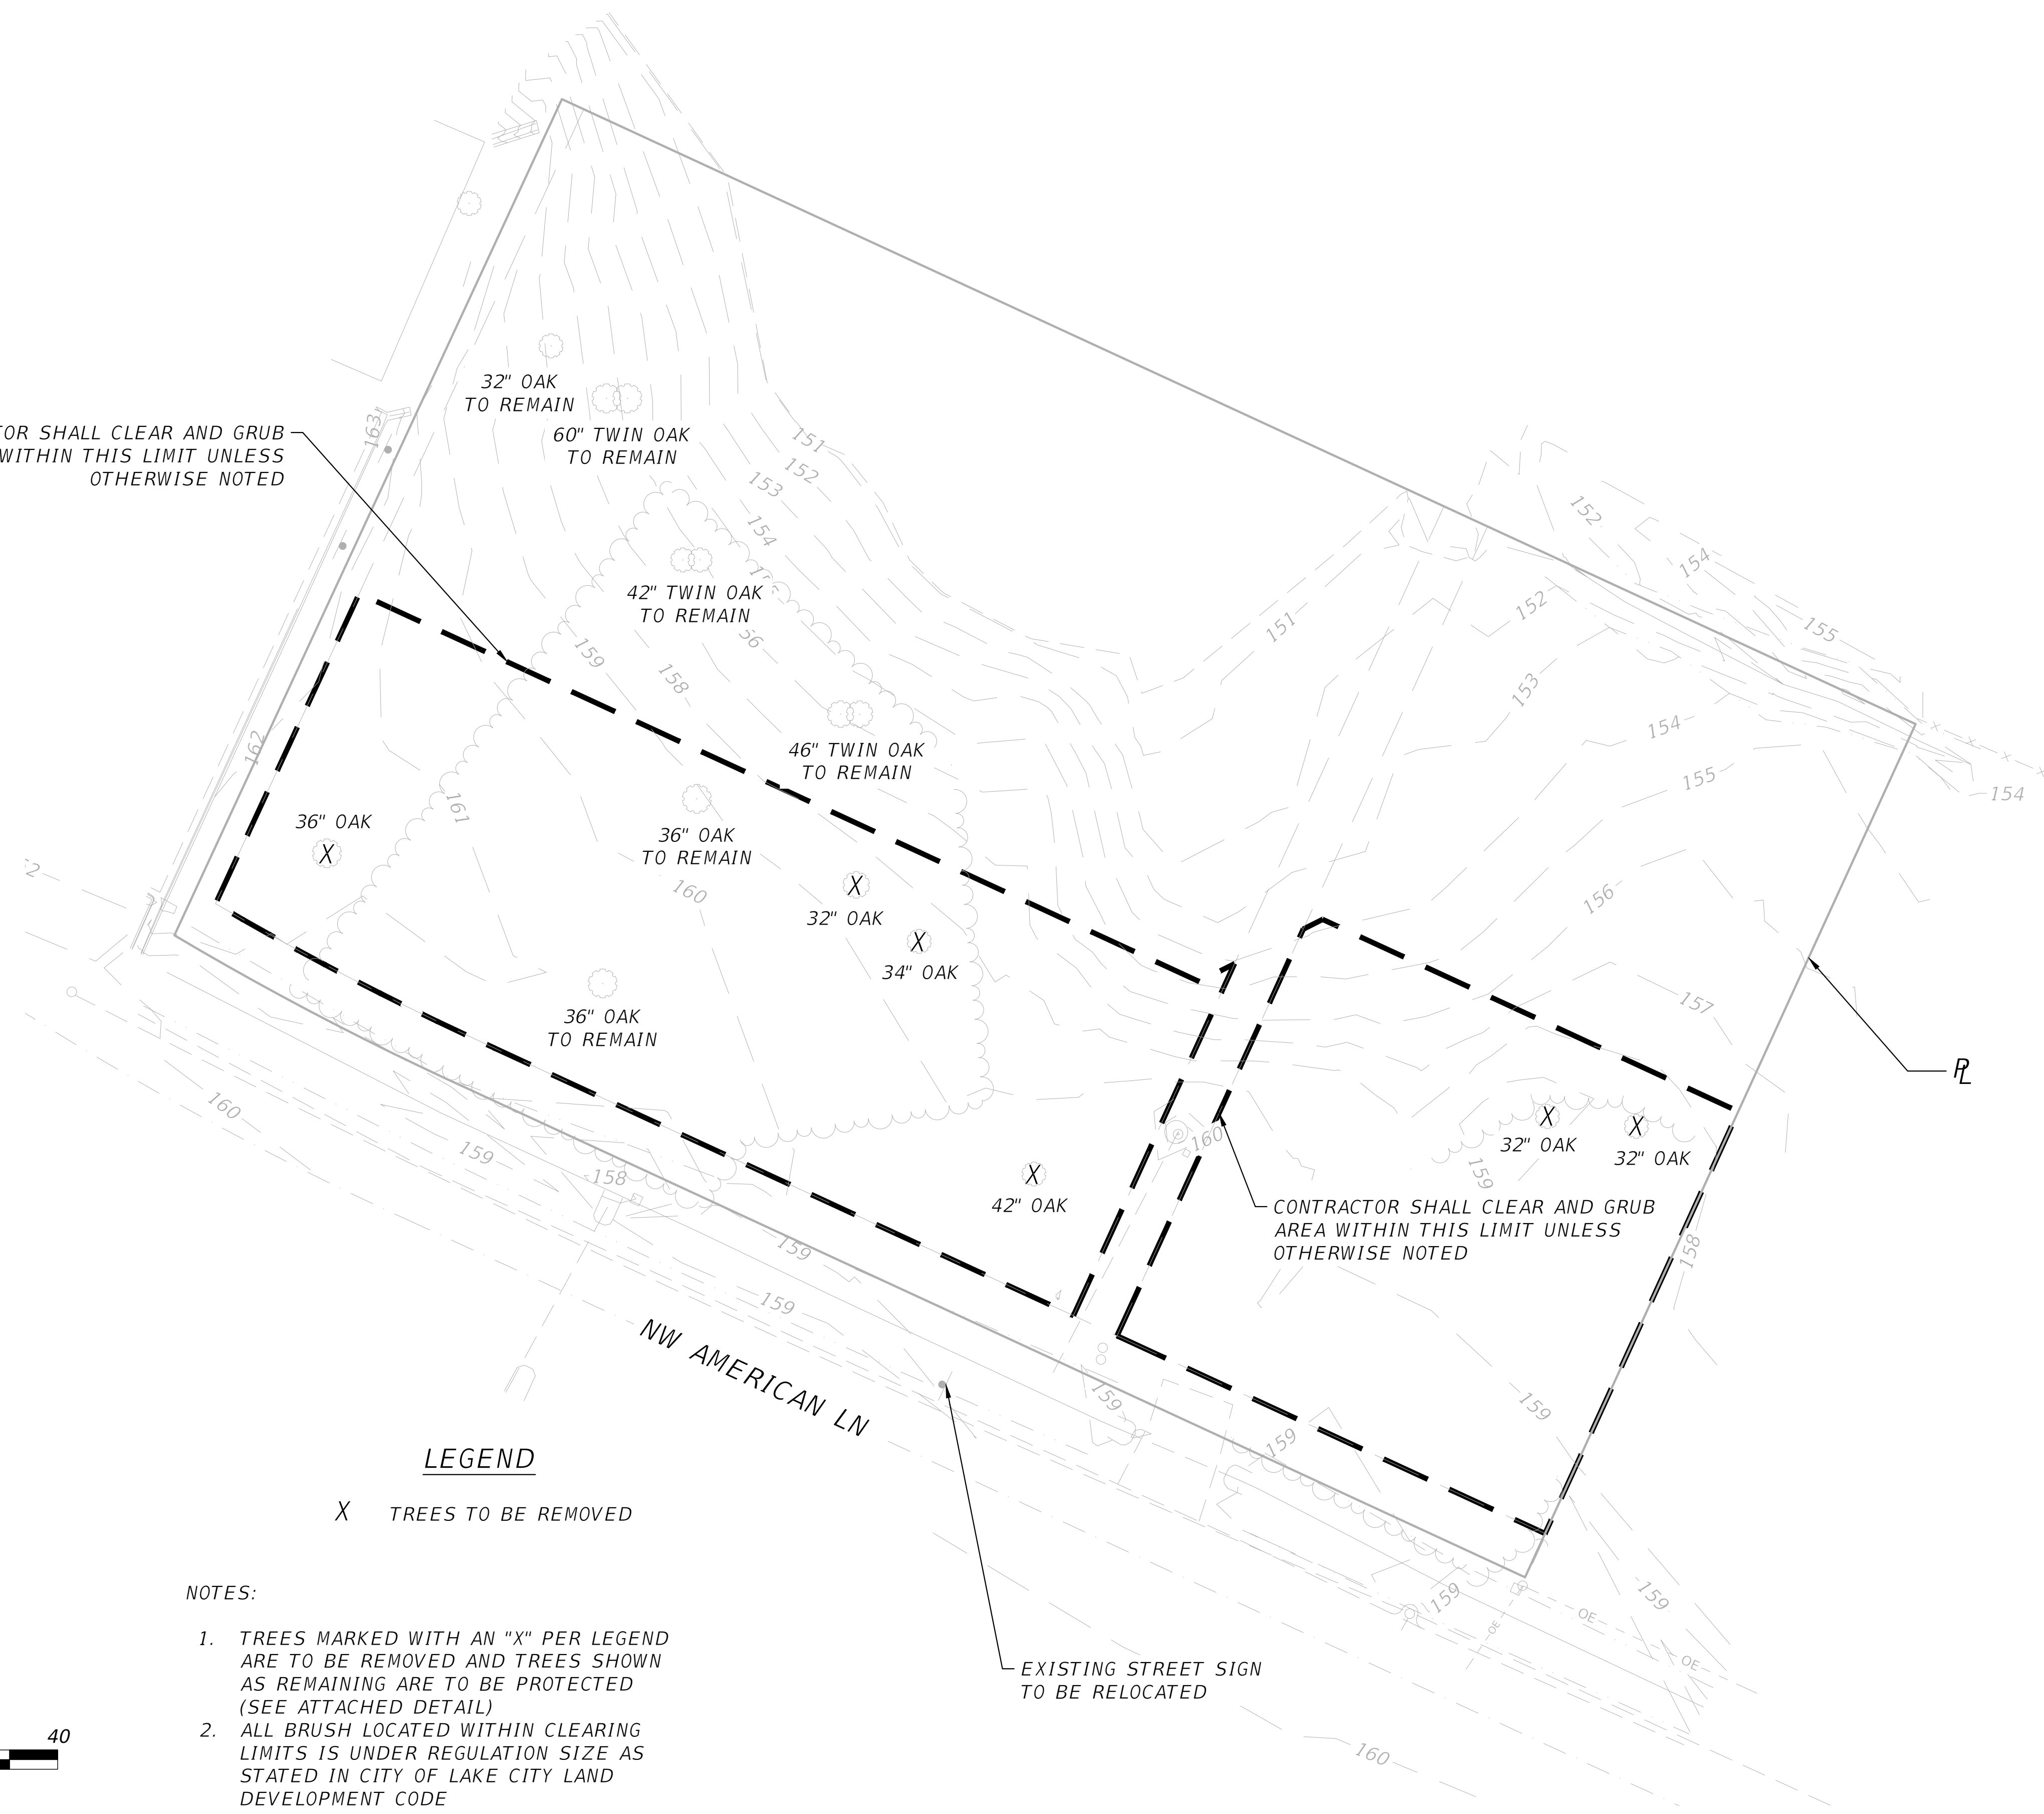 32" OAK
TO REMAIN
60" TWIN OAK
TO REMAIN
TOR SHALL CLEAR AND GRUB
WITHIN THIS LIMIT UNLESS
OTHERWISE NOTED
163
151
152
153
154
42" TWIN OAK
TO REMAIN
56
159
158
46" TWIN OAK
TO REMAIN
162
161
36" OAK
X
36" OAK
TO REMAIN
160
X
32" OAK
X
34" OAK
36" OAK
TO REMAIN
152
154
152
155
151
153
154
155
154
156
157
X
32" OAK
X
32" OAK
159
160
158
X
42" OAK
CONTRACTOR SHALL CLEAR AND GRUB
AREA WITHIN THIS LIMIT UNLESS
OTHERWISE NOTED
PL
2
160
159
158
159
159
NW AMERICAN LN
159
159
159
159
159
OE
OE
OE
160
EXISTING STREET SIGN
TO BE RELOCATED
LEGEND
X TREES TO BE REMOVED
NOTES:
1. TREES MARKED WITH AN "X" PER LEGEND
ARE TO BE REMOVED AND TREES SHOWN
AS REMAINING ARE TO BE PROTECTED
(SEE ATTACHED DETAIL)
2. ALL BRUSH LOCATED WITHIN CLEARING
LIMITS IS UNDER REGULATION SIZE AS
STATED IN CITY OF LAKE CITY LAND
DEVELOPMENT CODE
40